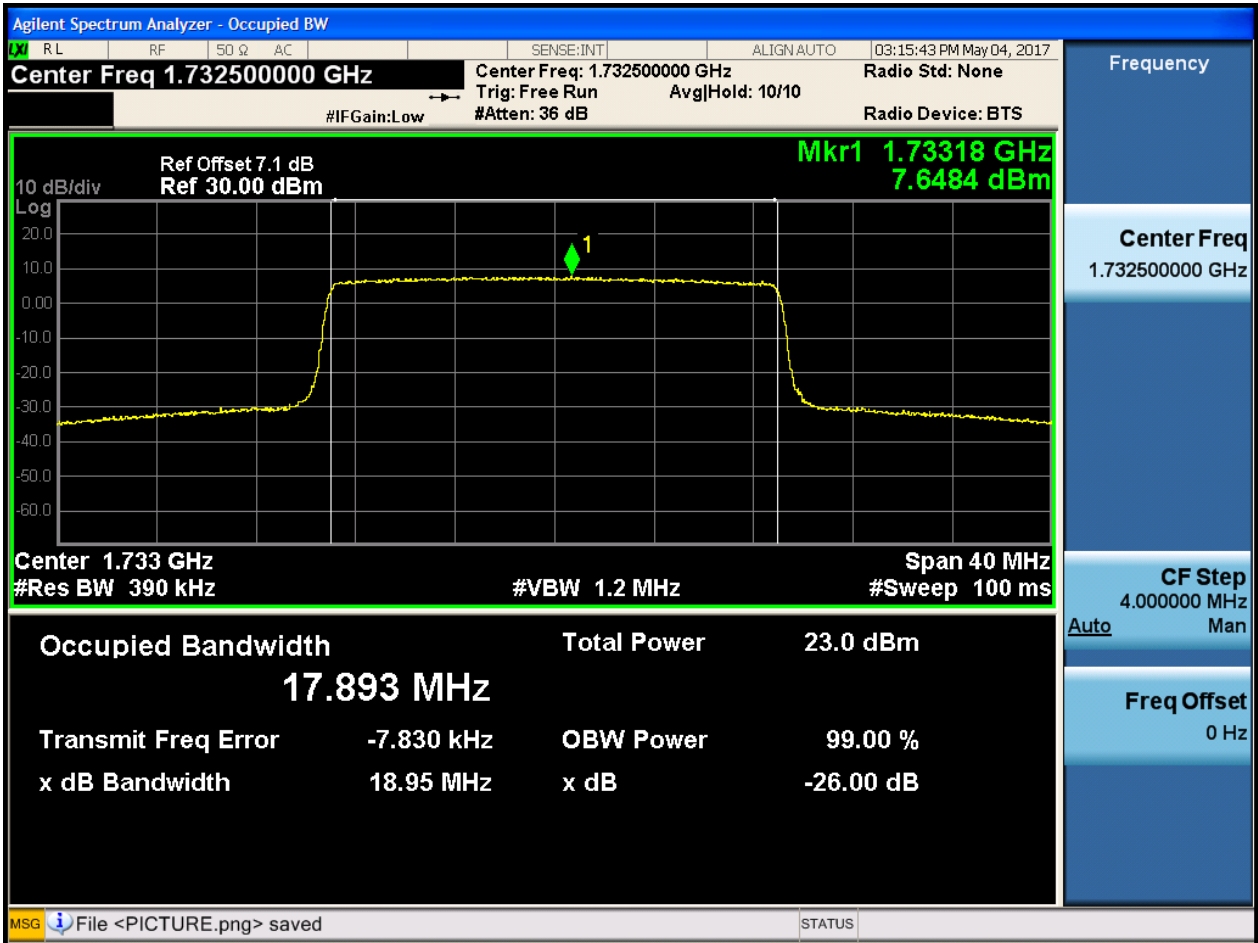 Agilent Spectrum Analyzer - Occupied BW
LXI RL RF 50 Ω AC SENSE:INT ALIGN AUTO 03:15:43 PM May 04, 2017
Center Freq 1.732500000 GHz
Center Freq: 1.732500000 GHz
Radio Std: None
Trig: Free Run Avg|Hold: 10/10
#IFGain:Low
#Atten: 36 dB
Radio Device: BTS
Mkr1 1.73318 GHz
7.6484 dBm
Ref Offset 7.1 dB
10 dB/div Ref 30.00 dBm
Log
20.0
10.0
0.00
-10.0
-20.0
-30.0
-40.0
-50.0
-60.0
1
Center 1.733 GHz Span 40 MHz
#Res BW 390 kHz #VBW 1.2 MHz #Sweep 100 ms
Occupied Bandwidth
17.893 MHz
Total Power 23.0 dBm
Transmit Freq Error -7.830 kHz OBW Power 99.00 %
x dB Bandwidth 18.95 MHz x dB -26.00 dB
MSG File <PICTURE.png> saved STATUS
Frequency
Center Freq
1.732500000 GHz
CF Step
4.000000 MHz
Auto Man
Freq Offset
0 Hz